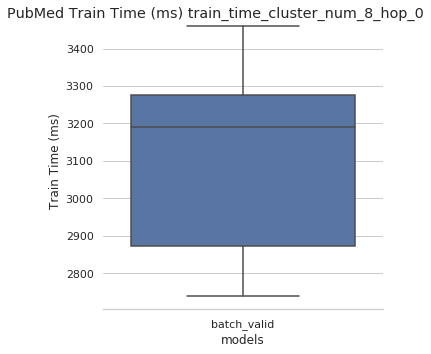 PubMed Train Time (ms) train_time_cluster_num_8_hop_0
3400
3300
3200
3100
3000
2900
2800
Train Time (ms)
batch_valid
models